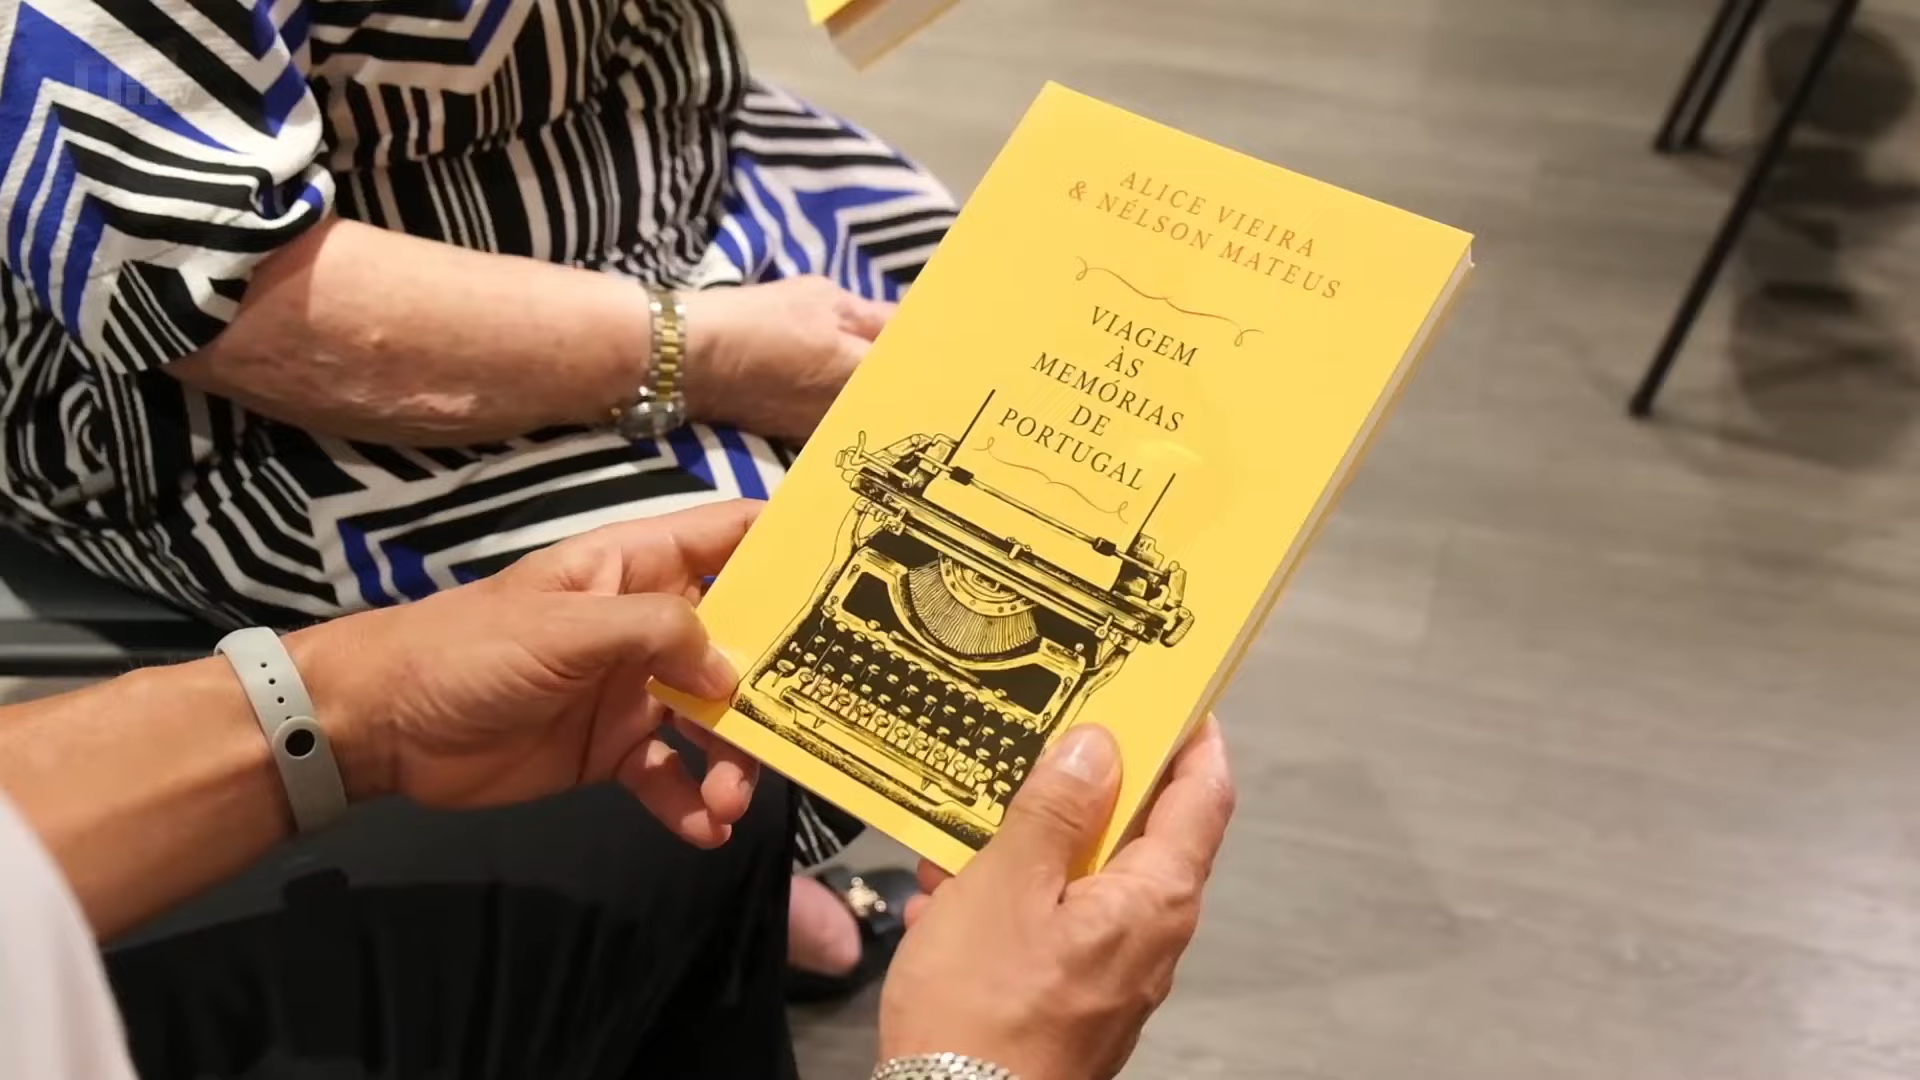 ALICE VIEIRA
& NÉLSON MATEUS
VIAGEM
ÀS
MEMÓRIAS
DE
PORTUGAL